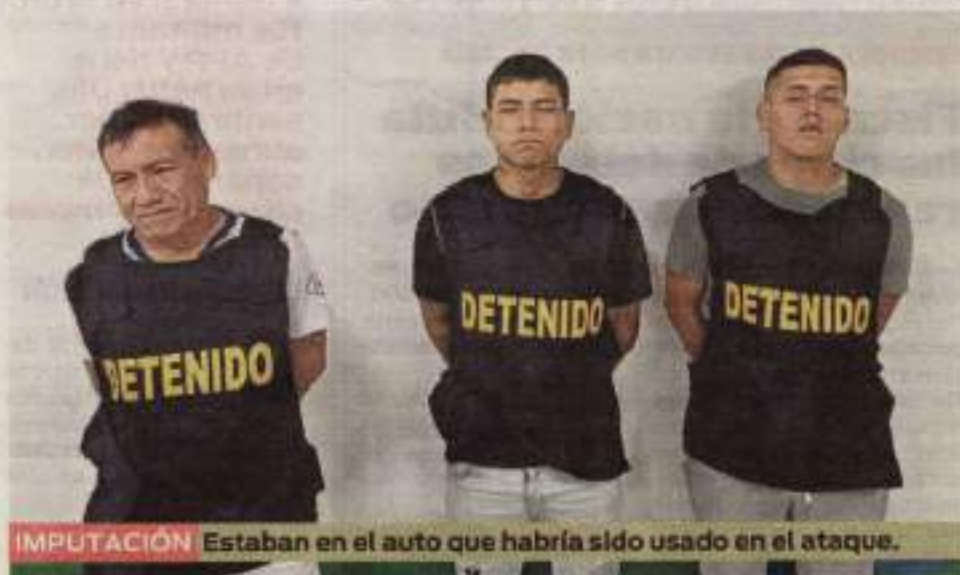 DETENIDO
DETENIDO
DETENIDO
IMPUTACIÓN Estaban en el auto que habría sido usado en el ataque.